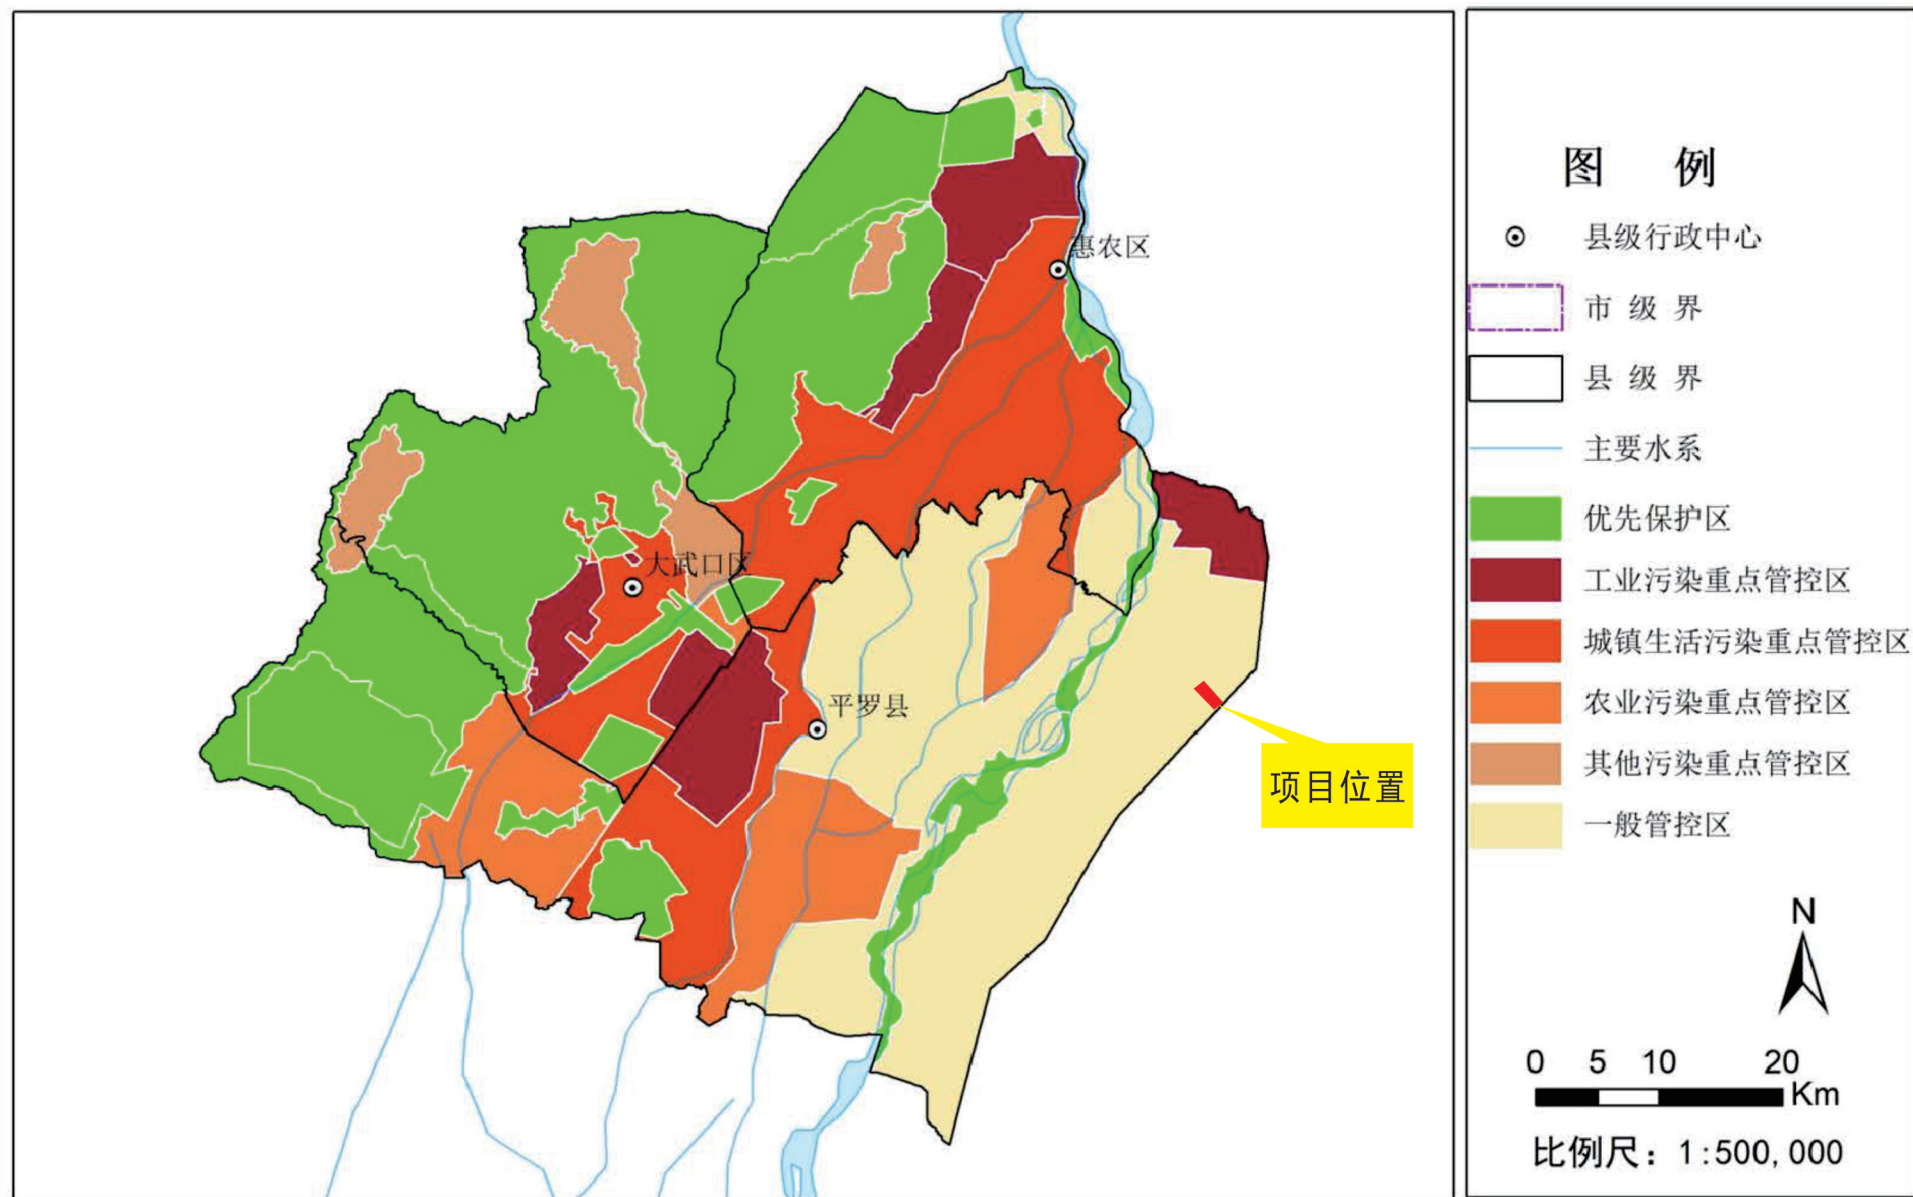 惠农区
大武口区
平罗县
项目位置
图 例
县级行政中心
市 级 界
县 级 界
主要水系
优先保护区
工业污染重点管控区
城镇生活污染重点管控区
农业污染重点管控区
其他污染重点管控区
一般管控区
N
0 5 10 20
Km
比例尺：1:500,000